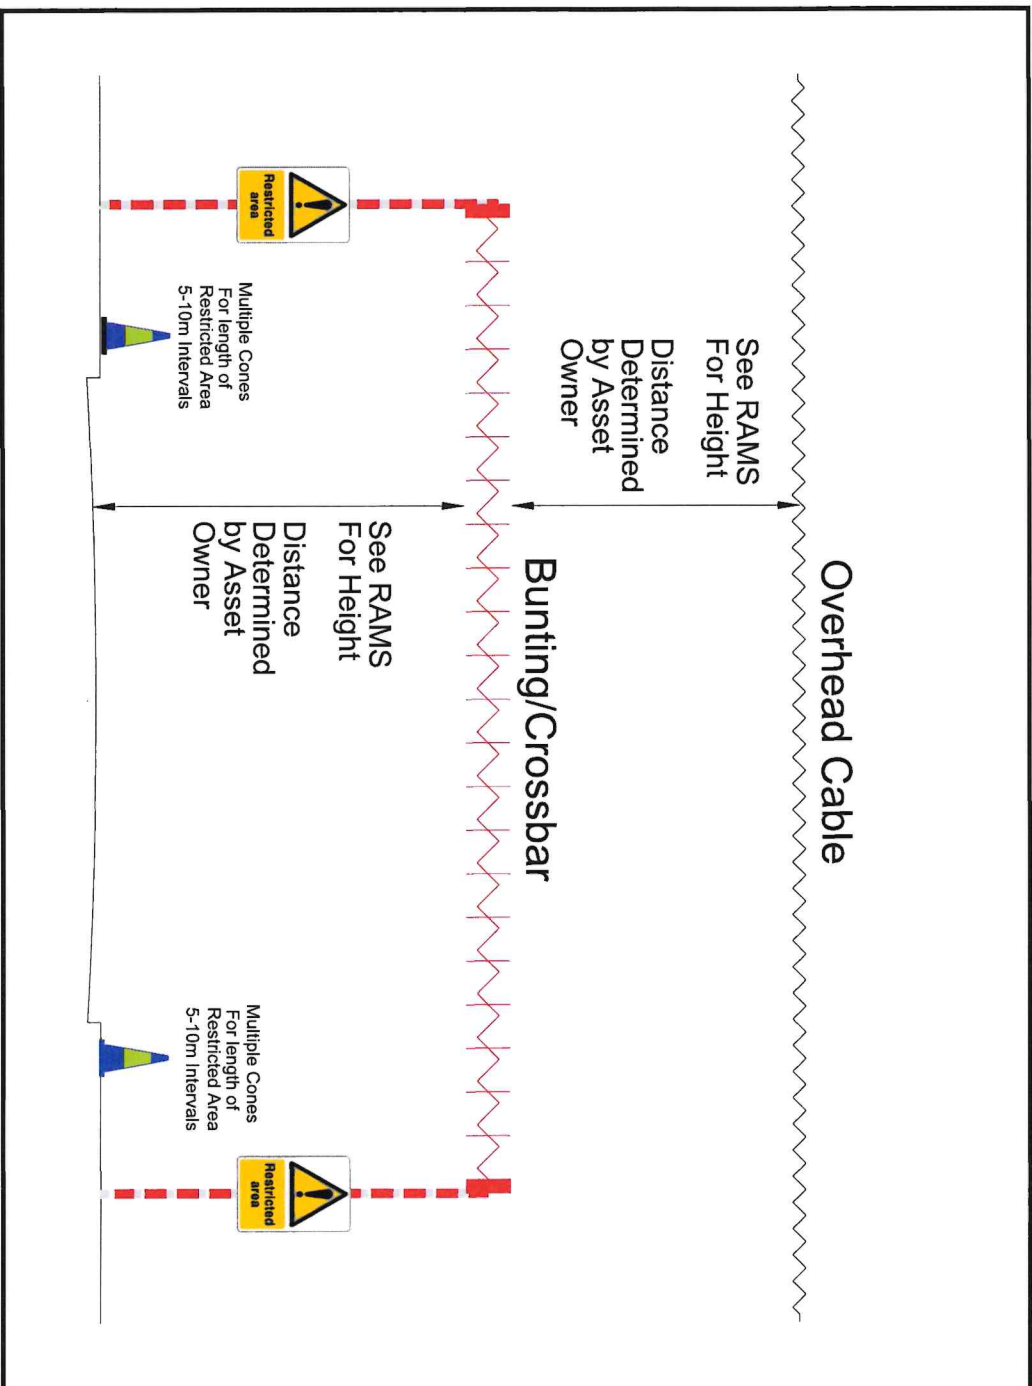 Overhead Cable
See RAMS
For Height
Distance
Determined
by Asset
Owner
Bunting/Crossbar
See RAMS
For Height
Distance
Determined
by Asset
Owner
Restricted
area
Multiple Cones
For length of
Restricted Area
5-10m Intervals
Multiple Cones
For length of
Restricted Area
5-10m Intervals
Restricted
area